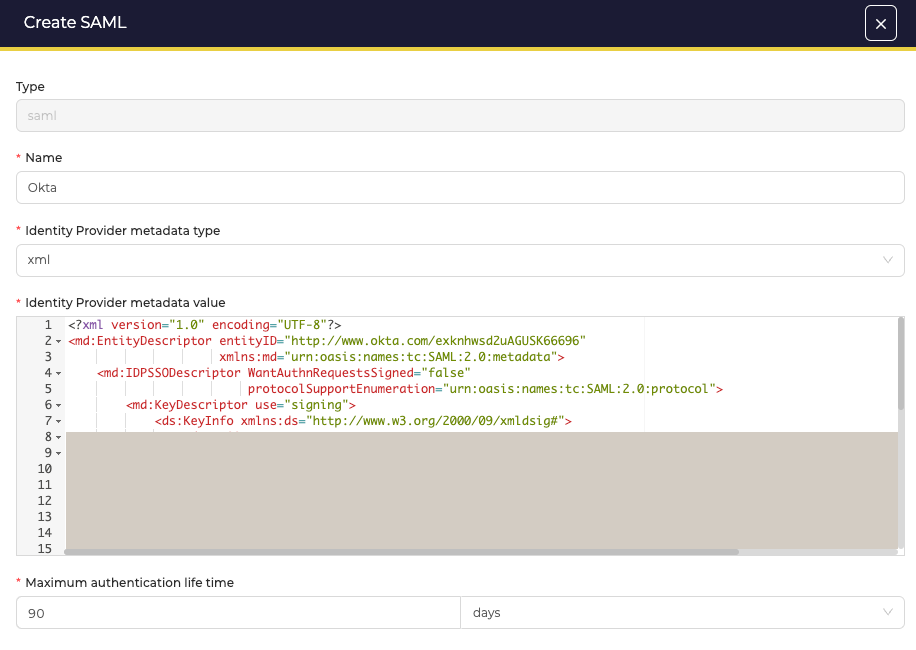 Create SAML
Type
saml
* Name
Okta
* Identity Provider metadata type
xml
* Identity Provider metadata value
1 <?xml version="1.0" encoding="UTF-8"?>
2 <md:EntityDescriptor entityID="http://www.okta.com/exknhwsd2uAGUSK66696"
3 xmlns:md="urn:oasis:names:tc:SAML:2.0:metadata">
4 <md:IDPSSODescriptor WantAuthnRequestsSigned="false"
5 protocolSupportEnumeration="urn:oasis:names:tc:SAML:2.0:protocol">
6 <md:KeyDescriptor use="signing">
7 <ds:KeyInfo xmlns:ds="http://www.w3.org/2000/09/xmldsig#">
8
9
10
11
12
13
14
15
* Maximum authentication life time
90 days